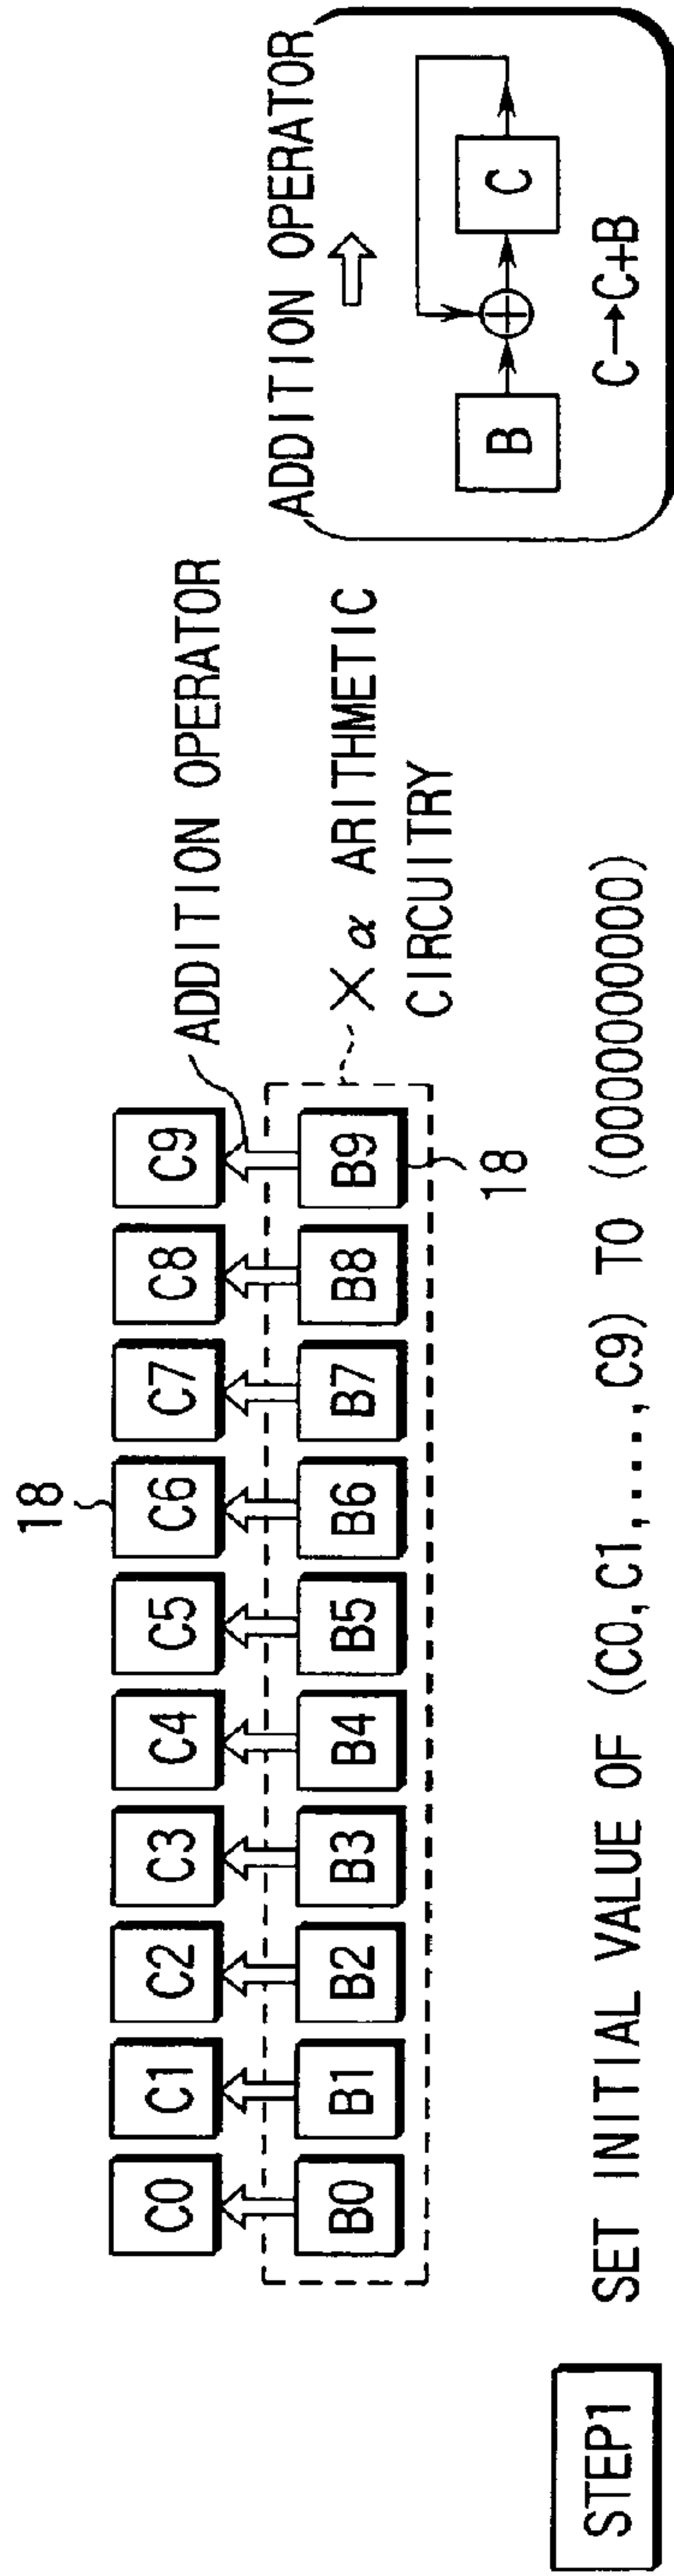 18
C0 C1 C2 C3 C4 C5 C6 C7 C8 C9
ADDITION OPERATOR
B0 B1 B2 B3 B4 B5 B6 B7 B8 B9
18
× α ARITHMETIC
CIRCUITRY
ADDITION OPERATOR
B C
C→C+B
STEP1 SET INITIAL VALUE OF (C0,C1,....,C9) TO (0000000000)